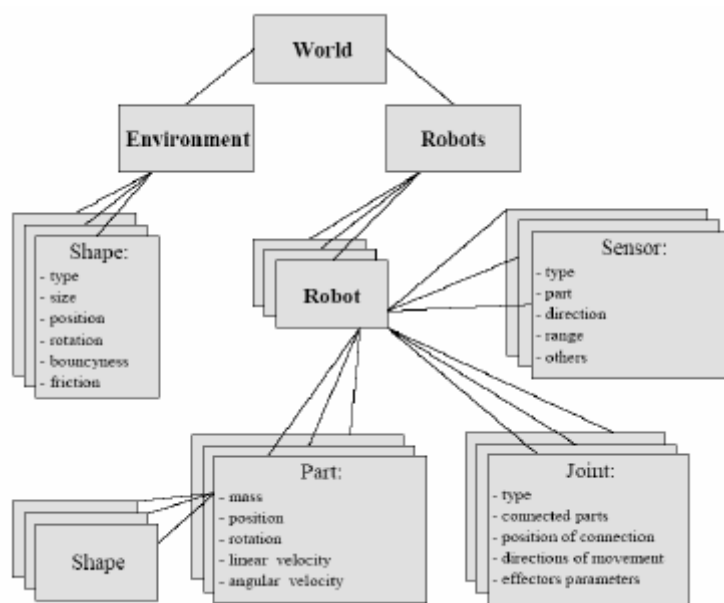 World
Environment
Robots
Shape:
- type
- size
- position
- rotation
- bouncyness
- friction
Robot
Sensor:
- type
- part
- direction
- range
- others
Part:
- mass
- position
- rotation
- linear velocity
- angular velocity
Joint:
- type
- connected parts
- position of connection
- directions of movement
- effectors parameters
Shape